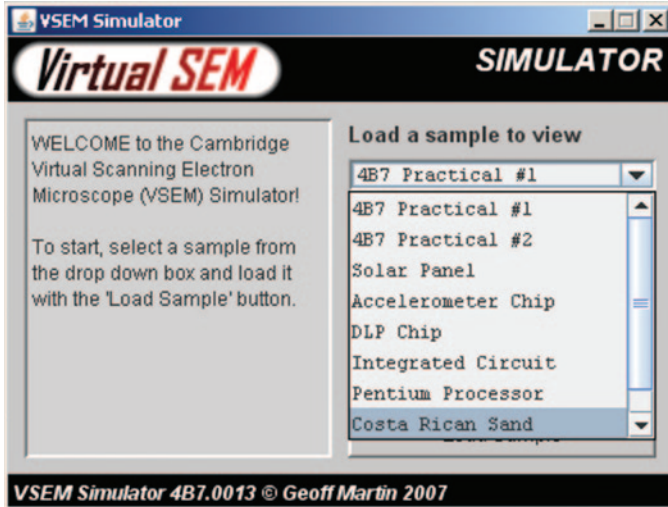 VSEM Simulator
Virtual SEM
SIMULATOR
WELCOME to the Cambridge
Virtual Scanning Electron
Microscope (VSEM) Simulator!
To start, select a sample from
the drop down box and load it
with the 'Load Sample' button.
Load a sample to view
4B7 Practical #1
4B7 Practical #1
4B7 Practical #2
Solar Panel
Accelerometer Chip
DLP Chip
Integrated Circuit
Pentium Processor
Costa Rican Sand
VSEM Simulator 4B7.0013 © Geoff Martin 2007